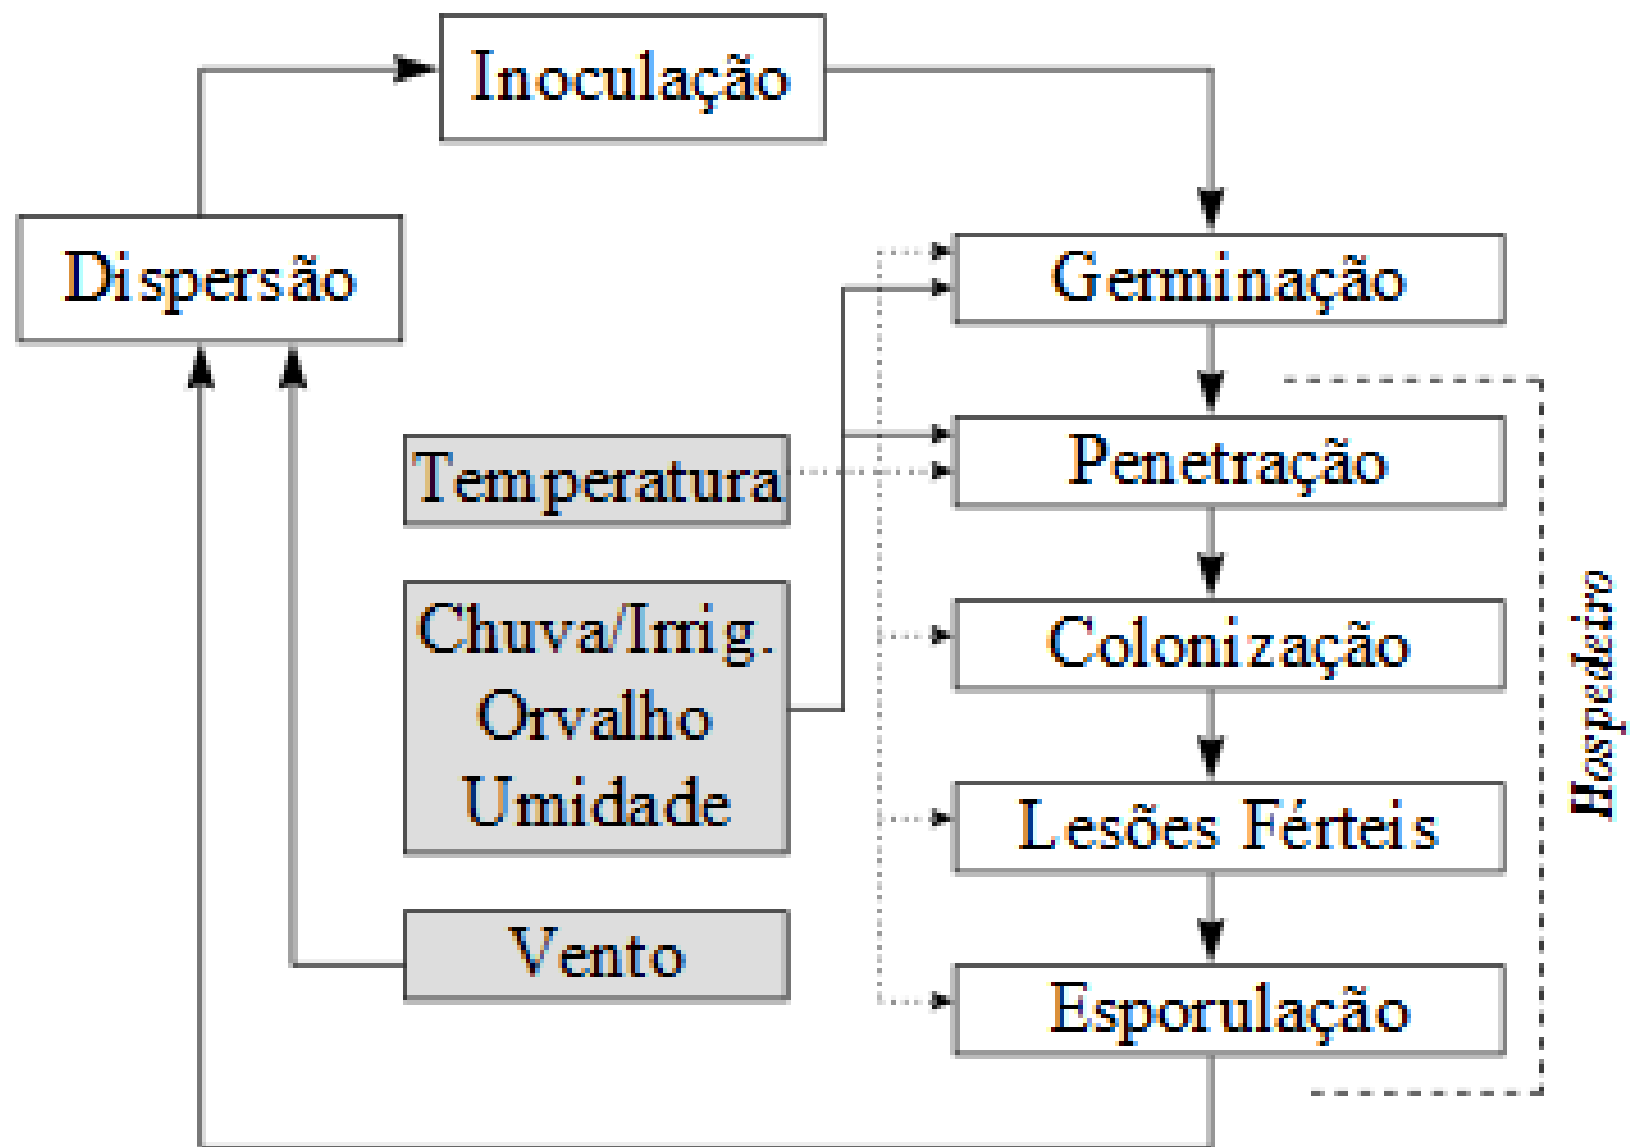 Inoculação
Dispersão
Germinação
Penetração
Temperatura
Colonização
Chuva/Irrig.
Orvalho
Umidade
Lesões Férteis
Vento
Esporulação
Hospedeiro